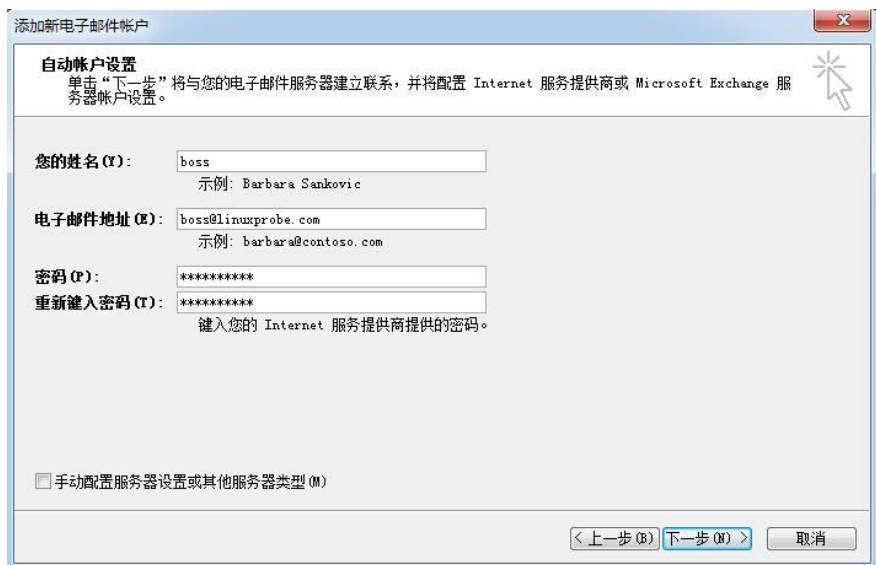 添加新电子邮件帐户
自动帐户设置
单击“下一步”将与您的电子邮件服务器建立联系，并将配置 Internet 服务提供商或 Microsoft Exchange 服
务器帐户设置。
您的姓名(Y): boss
示例: Barbara Sankovic
电子邮件地址(E): boss@linuxprobe.com
示例: barbara@contoso.com
密码(P): **********
重新键入密码(T): **********
键入您的 Internet 服务提供商提供的密码。
手动配置服务器设置或其他服务器类型(M)
< 上一步(B) 下一步(N) > 取消